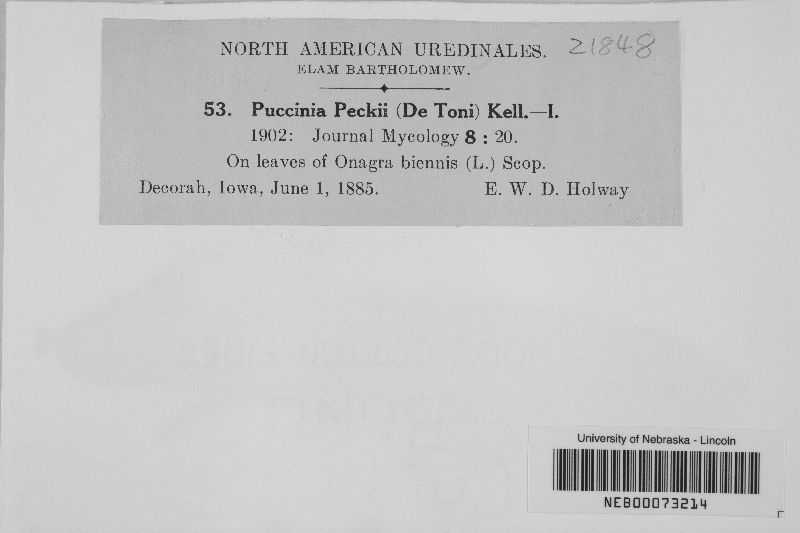 NORTH AMERICAN UREDINALES. 21848
ELAM BARTHOLOMEW.
53. Puccinia Peckii (De Toni) Kell.—I.
1902: Journal Mycology 8 : 20.
On leaves of Onagra biennis (L.) Scop.
Decorah, Iowa, June 1, 1885. E. W. D. Holway
University of Nebraska - Lincoln
NEB00073214